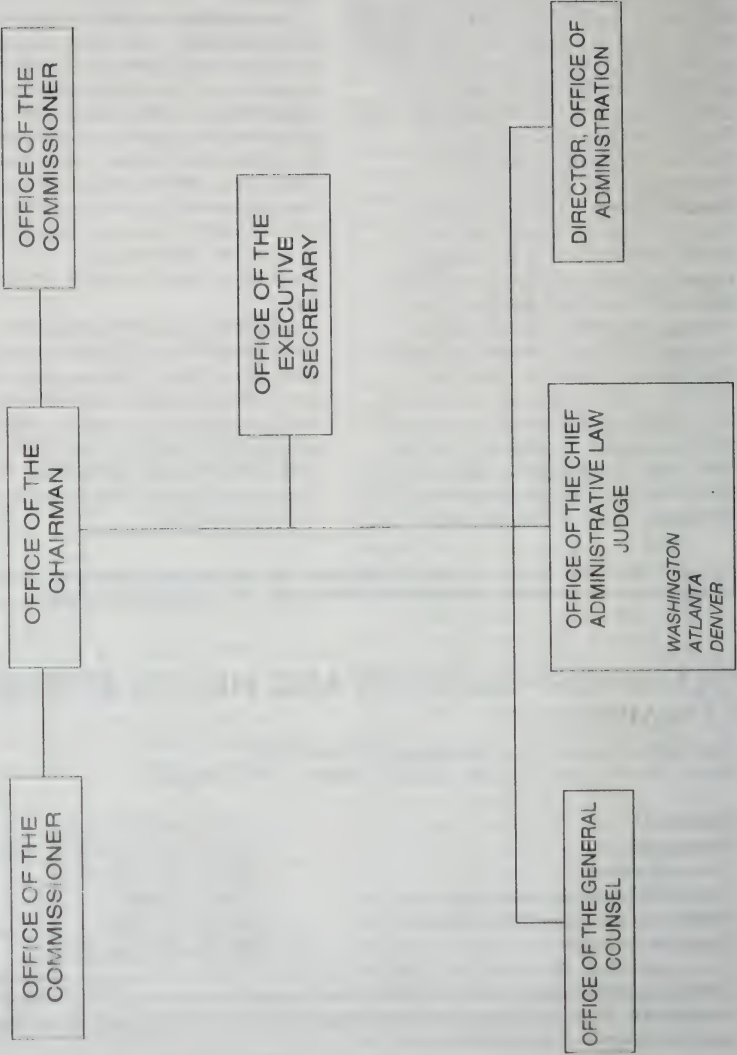 OFFICE OF THE
COMMISSIONER
OFFICE OF THE
CHAIRMAN
OFFICE OF THE
COMMISSIONER
OFFICE OF THE
EXECUTIVE
SECRETARY
OFFICE OF THE GENERAL
COUNSEL
OFFICE OF THE CHIEF
ADMINISTRATIVE LAW
JUDGE
WASHINGTON
ATLANTA
DENVER
DIRECTOR, OFFICE OF
ADMINISTRATION